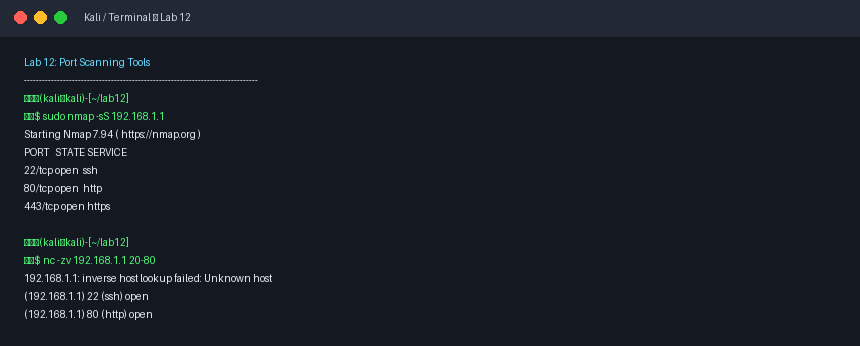 Kali / Terminal Lab 12
Lab 12: Port Scanning Tools
------------------------------------------------------------------------------
(kali kali)-[~/lab12]
$ sudo nmap -sS 192.168.1.1
Starting Nmap 7.94 ( https://nmap.org )
PORT STATE SERVICE
22/tcp open ssh
80/tcp open http
443/tcp open https
(kali kali)-[~/lab12]
$ nc -zv 192.168.1.1 20-80
192.168.1.1: inverse host lookup failed: Unknown host
(192.168.1.1) 22 (ssh) open
(192.168.1.1) 80 (http) open